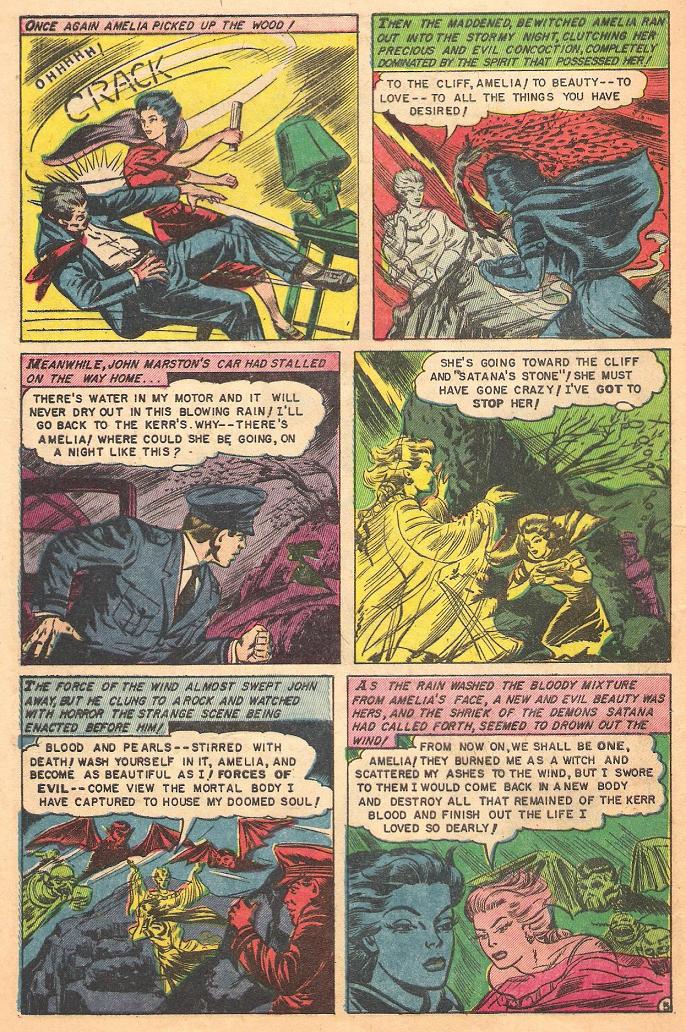 ONCE AGAIN AMELIA PICKED UP THE WOOD!
OHHHHH!
CRACK
THEN THE MADDENED, BEWITCHED AMELIA RAN
OUT INTO THE STORMY NIGHT, CLUTCHING HER
PRECIOUS AND EVIL CONCOCTION, COMPLETELY
DOMINATED BY THE SPIRIT THAT POSSESSED HER!
TO THE CLIFF, AMELIA! TO BEAUTY--TO
LOVE--TO ALL THE THINGS YOU HAVE
DESIRED!
MEANWHILE, JOHN MARSTON'S CAR HAD STALLED
ON THE WAY HOME...
THERE'S WATER IN MY MOTOR AND IT WILL
NEVER DRY OUT IN THIS BLOWING RAIN! I'LL
GO BACK TO THE KERR'S. WHY--THERE'S
AMELIA! WHERE COULD SHE BE GOING, ON
A NIGHT LIKE THIS?
SHE'S GOING TOWARD THE CLIFF
AND "SATANA'S STONE"! SHE MUST
HAVE GONE CRAZY! I'VE GOT TO
STOP HER!
THE FORCE OF THE WIND ALMOST SWEPT JOHN
AWAY, BUT HE CLUNG TO A ROCK AND WATCHED
WITH HORROR THE STRANGE SCENE BEING
ENACTED BEFORE HIM!
BLOOD AND PEARLS--STIRRED WITH
DEATH! WASH YOURSELF IN IT, AMELIA, AND
BECOME AS BEAUTIFUL AS I! FORCES OF
EVIL--COME VIEW THE MORTAL BODY I
HAVE CAPTURED TO HOUSE MY DOOMED SOUL!
AS THE RAIN WASHED THE BLOODY MIXTURE
FROM AMELIA'S FACE, A NEW AND EVIL BEAUTY WAS
HERS, AND THE SHRIEK OF THE DEMONS SATANA
HAD CALLED FORTH, SEEMED TO DROWN OUT THE
WIND!
FROM NOW ON, WE SHALL BE ONE,
AMELIA! THEY BURNED ME AS A WITCH AND
SCATTERED MY ASHES TO THE WIND, BUT I SWORE
TO THEM I WOULD COME BACK IN A NEW BODY
AND DESTROY ALL THAT REMAINED OF THE KERR
BLOOD AND FINISH OUT THE LIFE I
LOVED SO DEARLY!
5